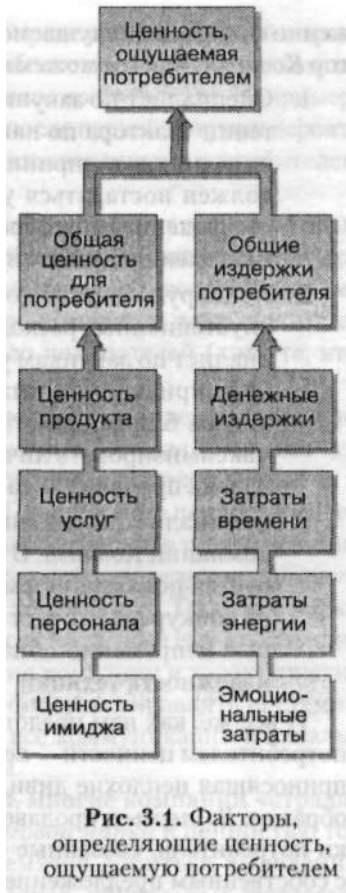 Ценность,
ощущаемая
потребителем
Общая
ценность
для
потребителя
Общие
издержки
потребителя
Ценность
продукта
Денежные
издержки
Ценность
услуг
Затраты
времени
Ценность
персонала
Затраты
энергии
Ценность
имиджа
Эмоцио-
нальные
затраты
Рис. 3.1. Факторы,
определяющие ценность,
ощущаемую потребителем